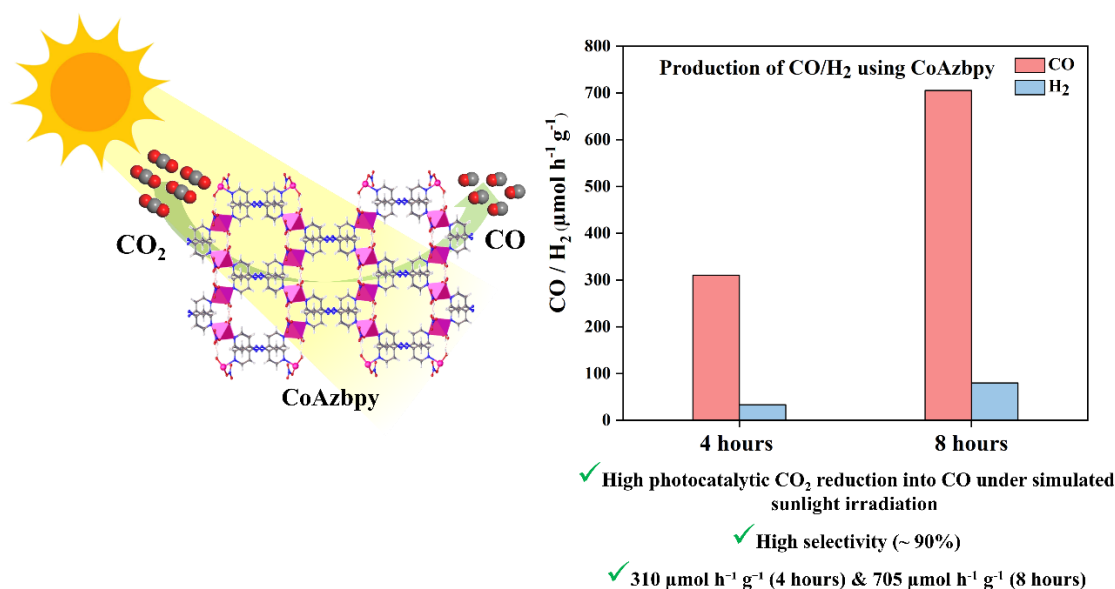 CO₂
CO
CoAzbpy
Production of CO/H₂ using CoAzbpy
CO
H₂
CO / H₂ (µmol h⁻¹ g⁻¹)
800
700
600
500
400
300
200
100
0
4 hours
8 hours
✓High photocatalytic CO₂ reduction into CO under simulated
sunlight irradiation
✓High selectivity (~ 90%)
✓310 µmol h⁻¹ g⁻¹ (4 hours) & 705 µmol h⁻¹ g⁻¹ (8 hours)